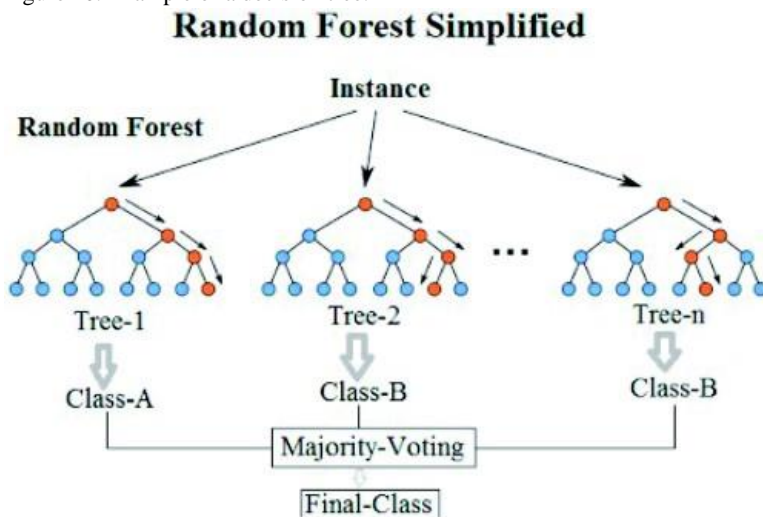 Random Forest Simplified
Instance
Random Forest
...
Tree-1 Tree-2 Tree-n
Class-A Class-B Class-B
Majority-Voting
Final-Class